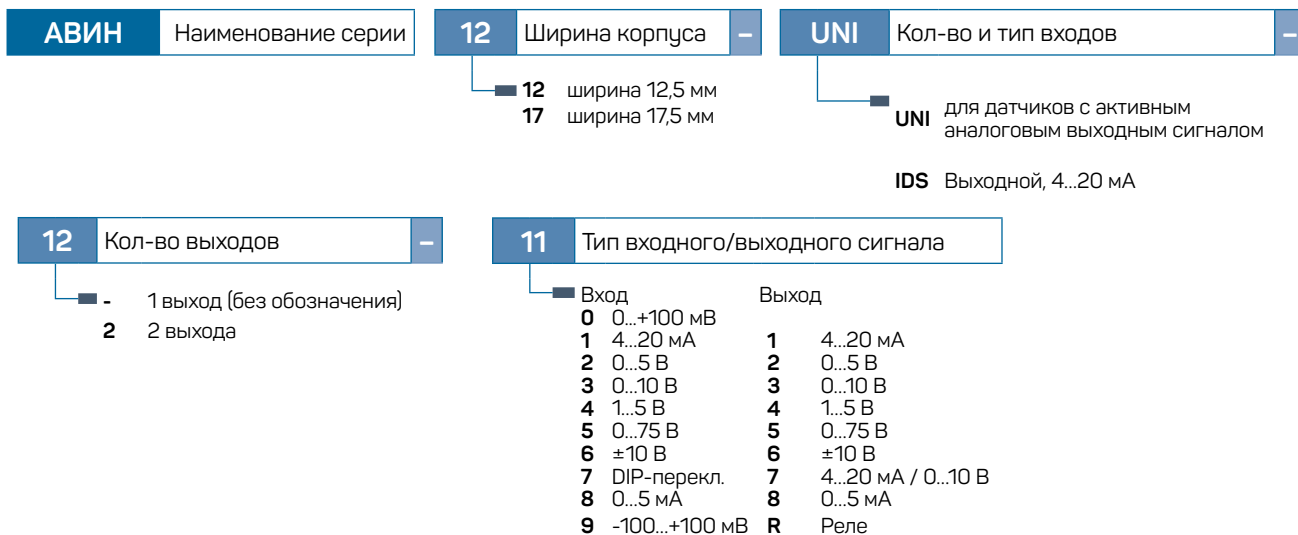 АВИН Наименование серии
12 Ширина корпуса –
12 ширина 12,5 мм
17 ширина 17,5 мм
UNI Кол-во и тип входов –
UNI для датчиков с активным
аналоговым выходным сигналом
IDS Выходной, 4...20 мА
12 Кол-во выходов –
- 1 выход (без обозначения)
2 2 выхода
11 Тип входного/выходного сигнала
Вход Выход
0 0...+100 мВ
1 4...20 мА 1 4...20 мА
2 0...5 В 2 0...5 В
3 0...10 В 3 0...10 В
4 1...5 В 4 1...5 В
5 0...75 В 5 0...75 В
6 ±10 В 6 ±10 В
7 DIP-перекл. 7 4...20 мА / 0...10 В
8 0...5 мА 8 0...5 мА
9 -100...+100 мВ R Реле